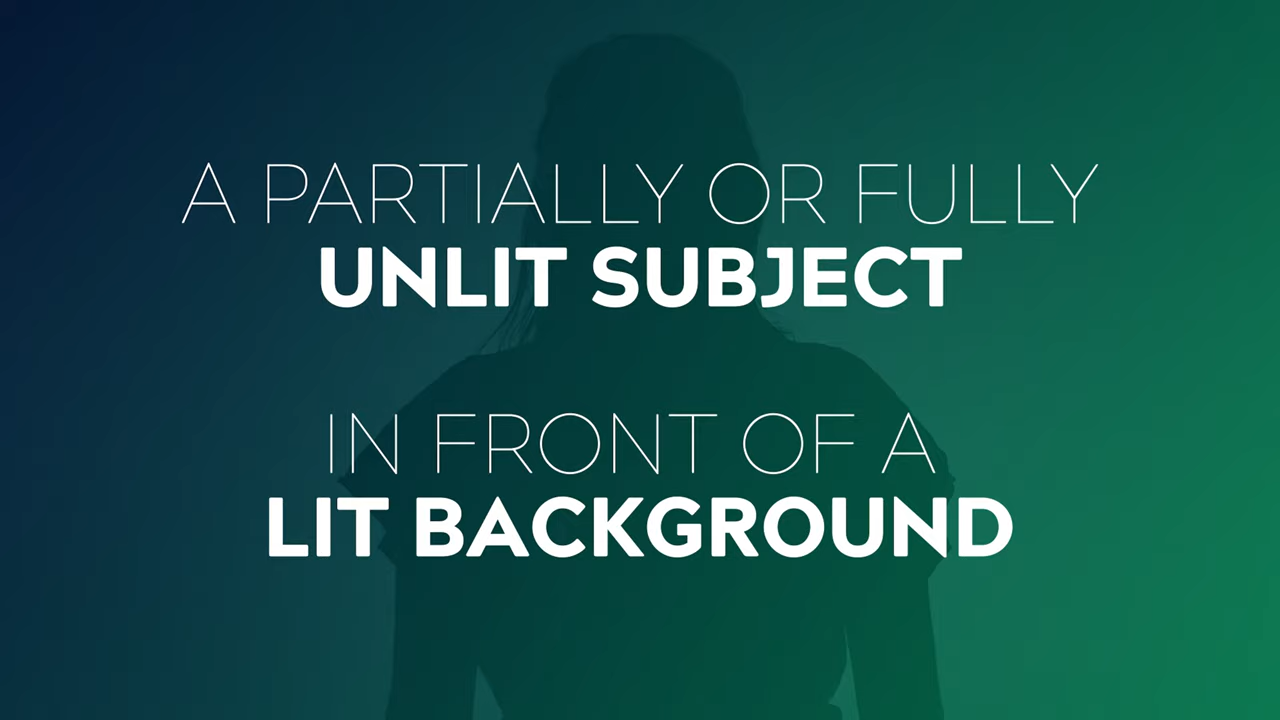 A PARTIALLY OR FULLY
UNLIT SUBJECT
IN FRONT OF A
LIT BACKGROUND